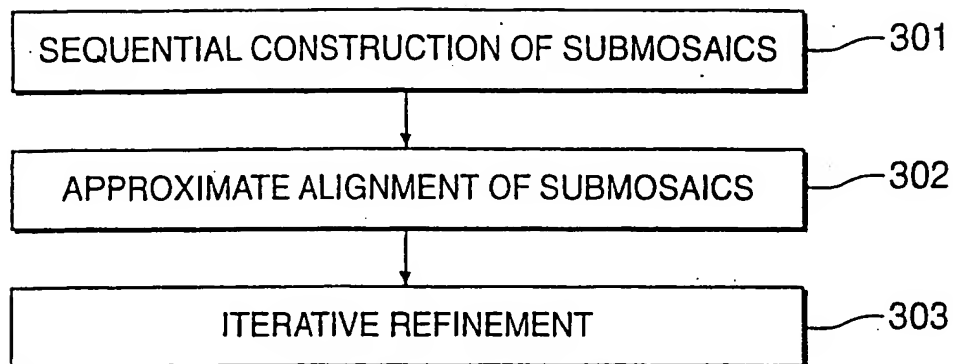 SEQUENTIAL CONSTRUCTION OF SUBMOSAICS 301
APPROXIMATE ALIGNMENT OF SUBMOSAICS 302
ITERATIVE REFINEMENT 303